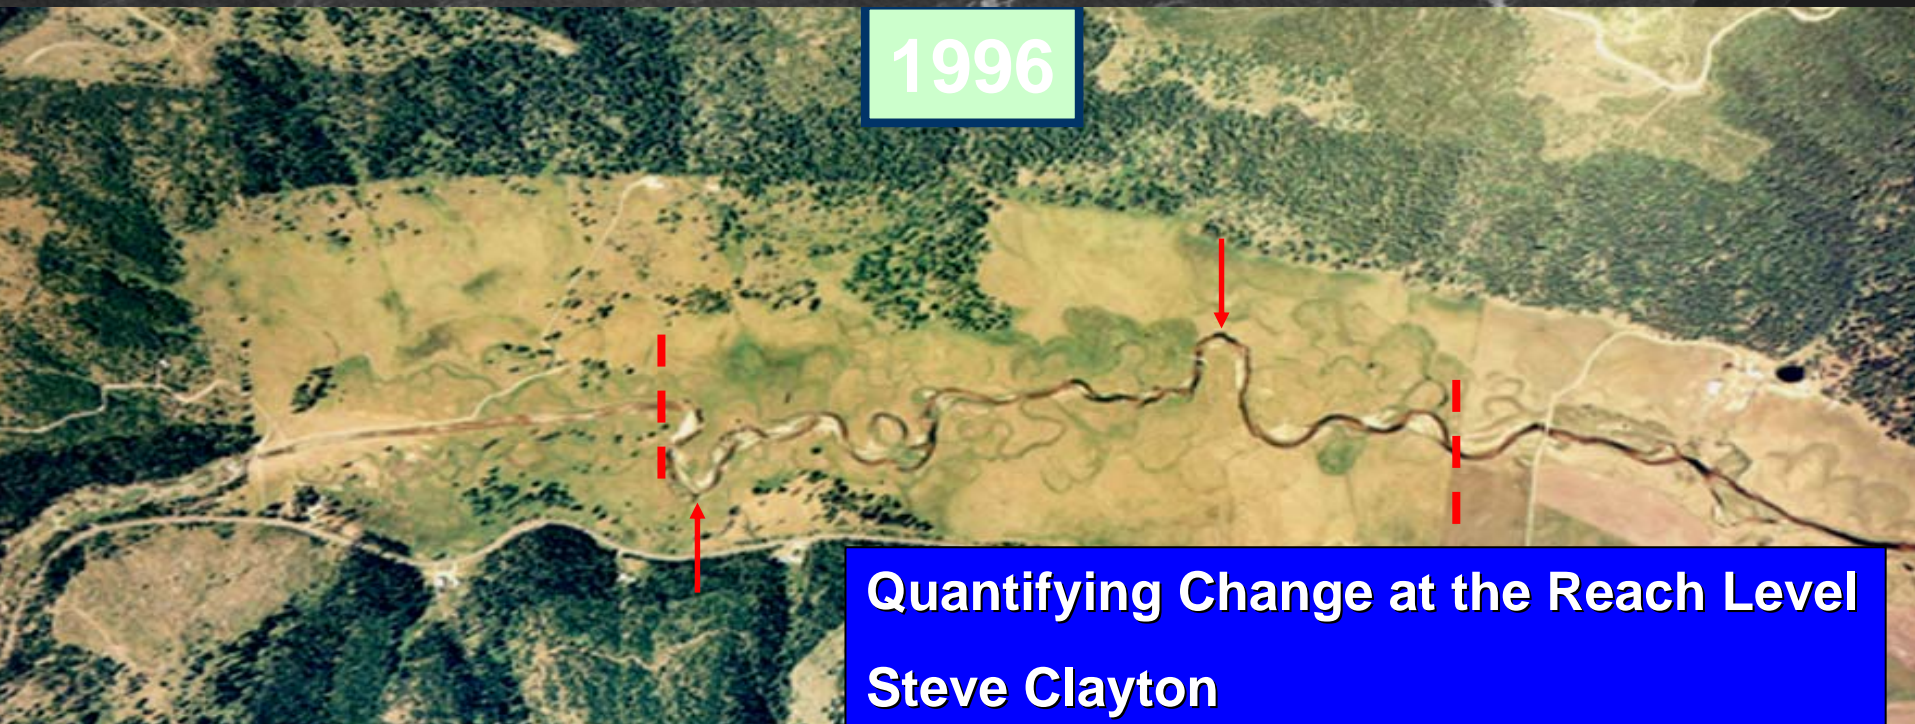 1996
Quantifying Change at the Reach Level
Steve Clayton